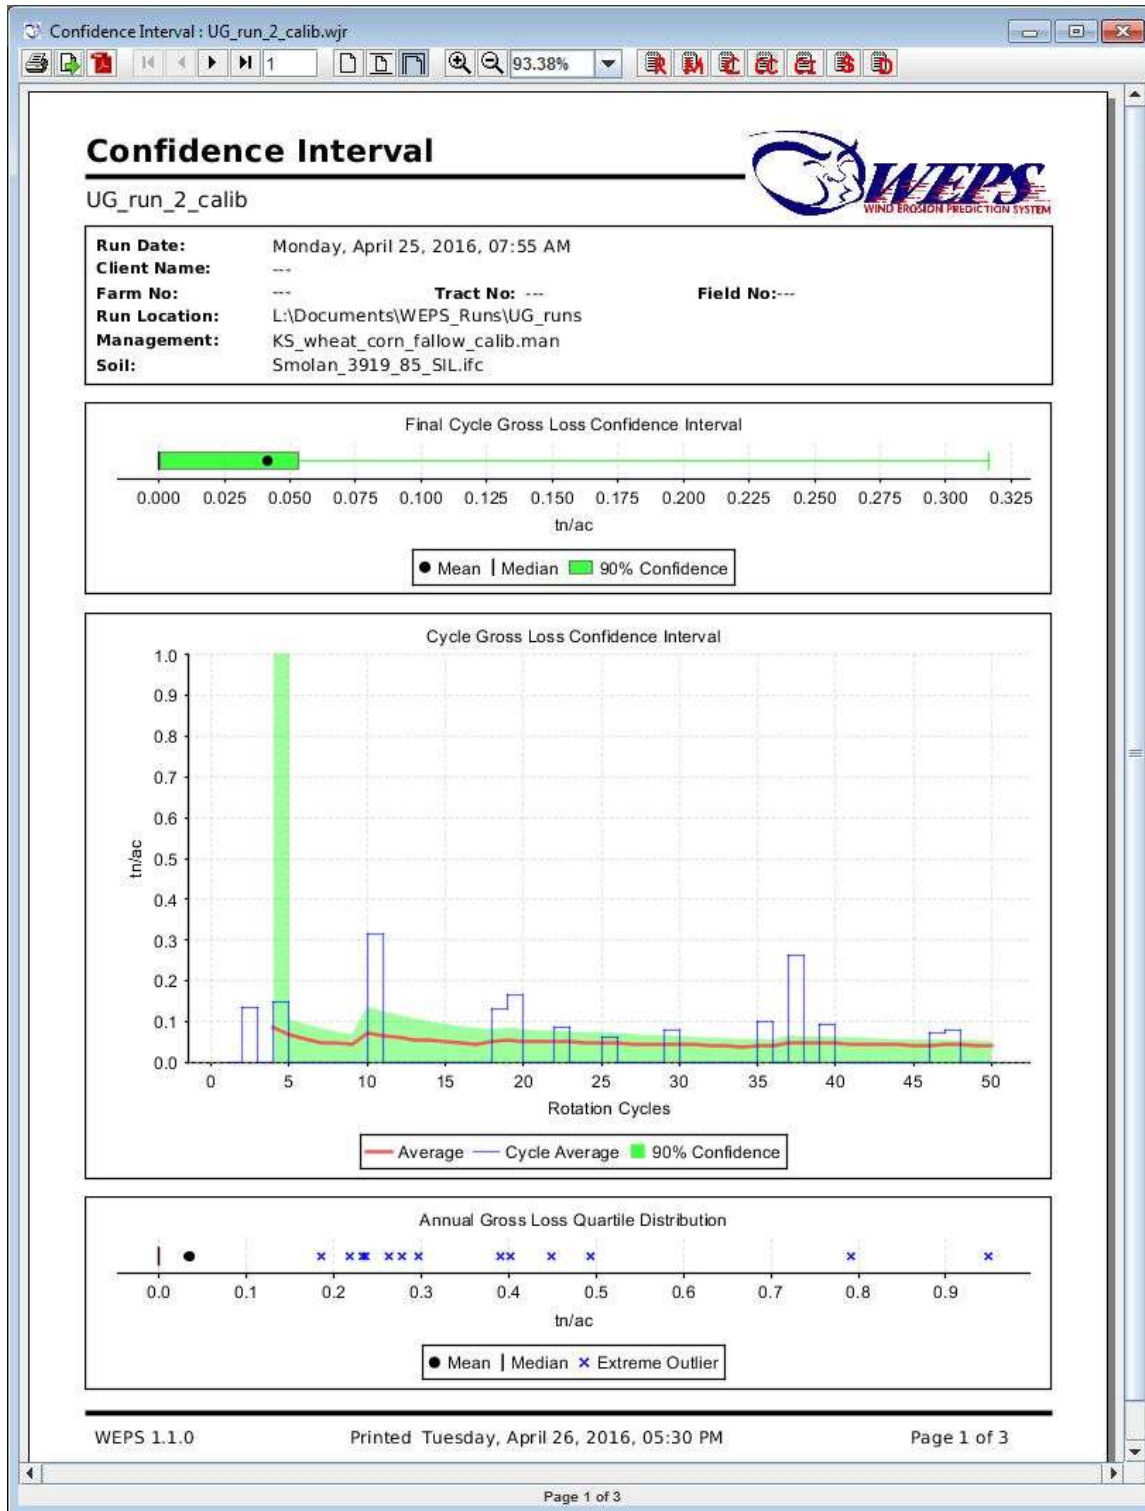 Confidence Interval : UG_run_2_calib.wjr
1 93.38% R M C CC CI $ D
Confidence Interval
WEPS
WIND EROSION PREDICTION SYSTEM
UG_run_2_calib
Run Date: Monday, April 25, 2016, 07:55 AM
Client Name: ---
Farm No: --- Tract No: --- Field No:---
Run Location: L:\Documents\WEPS_Runs\UG_runs
Management: KS_wheat_corn_fallow_calib.man
Soil: Smolan_3919_85_SIL.ifc
Final Cycle Gross Loss Confidence Interval
0.000 0.025 0.050 0.075 0.100 0.125 0.150 0.175 0.200 0.225 0.250 0.275 0.300 0.325
tn/ac
Mean Median 90% Confidence
Cycle Gross Loss Confidence Interval
1.0
0.9
0.8
0.7
0.6
0.5
0.4
0.3
0.2
0.1
0.0
tn/ac
0 5 10 15 20 25 30 35 40 45 50
Rotation Cycles
Average Cycle Average 90% Confidence
Annual Gross Loss Quartile Distribution
0.0 0.1 0.2 0.3 0.4 0.5 0.6 0.7 0.8 0.9
tn/ac
Mean Median Extreme Outlier
WEPS 1.1.0 Printed Tuesday, April 26, 2016, 05:30 PM Page 1 of 3
Page 1 of 3